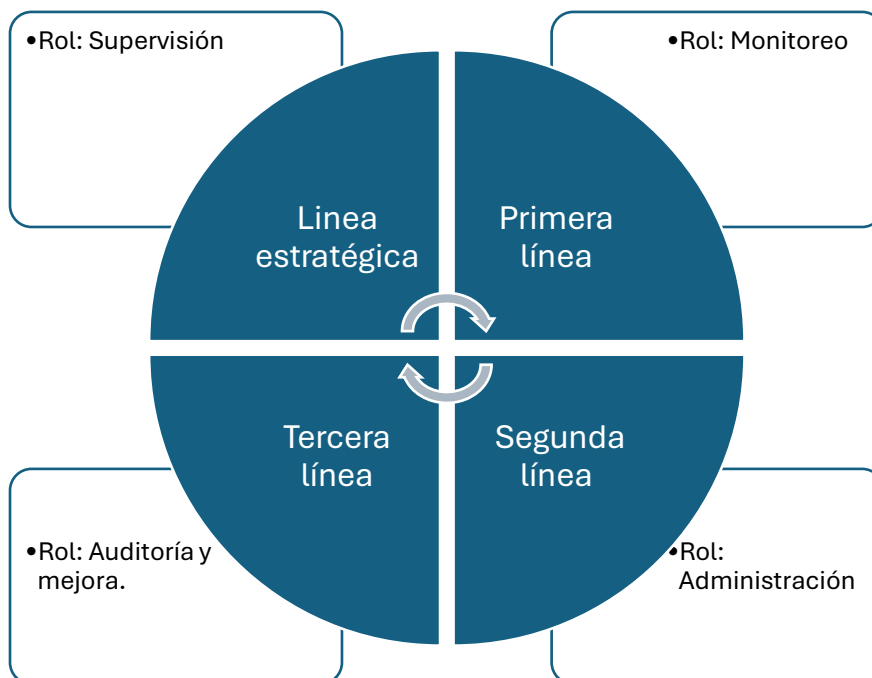 •Rol: Supervisión
•Rol: Monitoreo
Linea
estratégica
Primera
línea
Tercera
línea
Segunda
línea
•Rol: Auditoría y
mejora.
•Rol:
Administración